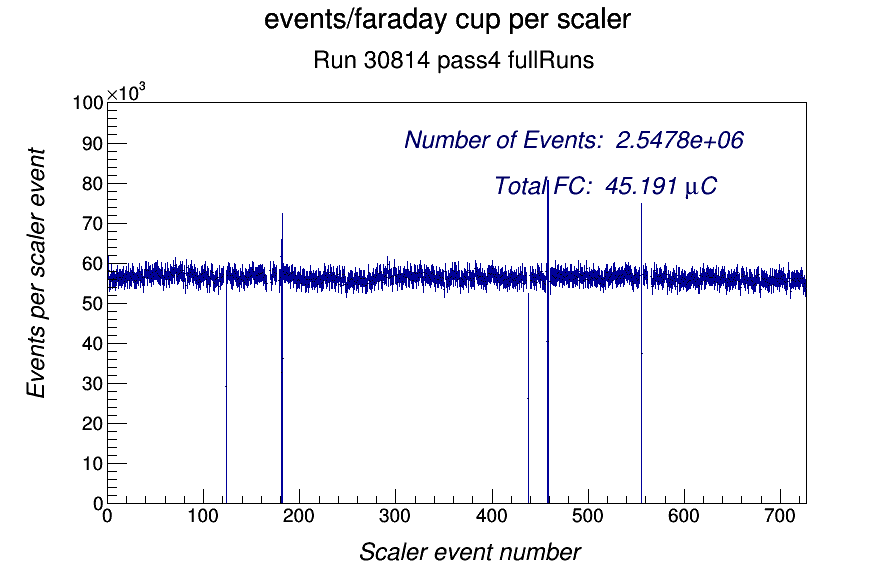 events/faraday cup per scaler
Run 30814 pass4 fullRuns
×10³
Number of Events: 2.5478e+06
Total FC: 45.191 μC
Events per scaler event
100
90
80
70
60
50
40
30
20
10
0
0 100 200 300 400 500 600 700
Scaler event number